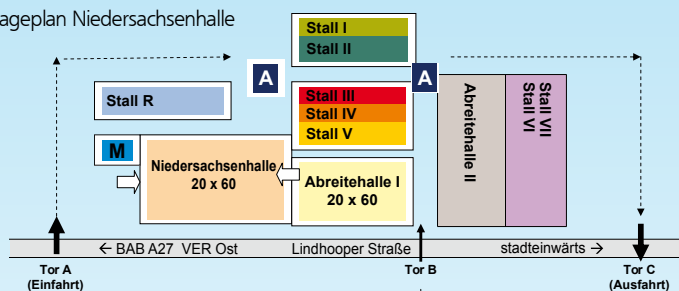 ageplan Niedersachsenhalle
Stall I
Stall II
A
A
Stall R
Stall III
Stall IV
Stall V
Abreitehalle II
Stall VII
Stall VI
M
Niedersachsenhalle
20 x 60
Abreitehalle I
20 x 60
← BAB A27 VER Ost
Lindhooper Straße
stadteinwärts →
Tor A
(Einfahrt)
Tor B
Tor C
(Ausfahrt)